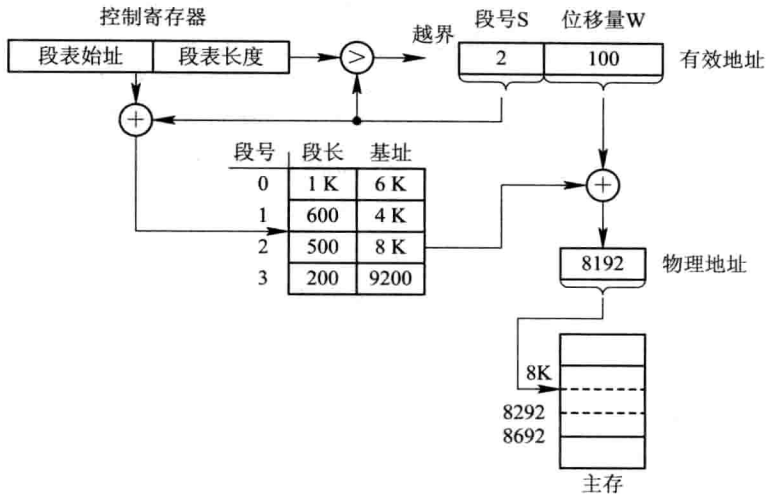 控制寄存器
段表始址 段表长度
>
越界
段号S 位移量W
2 100
有效地址
+
段号 段长 基址
0 1 K 6 K
1 600 4 K
2 500 8 K
3 200 9200
+
8192 物理地址
8K
8292
8692
主存